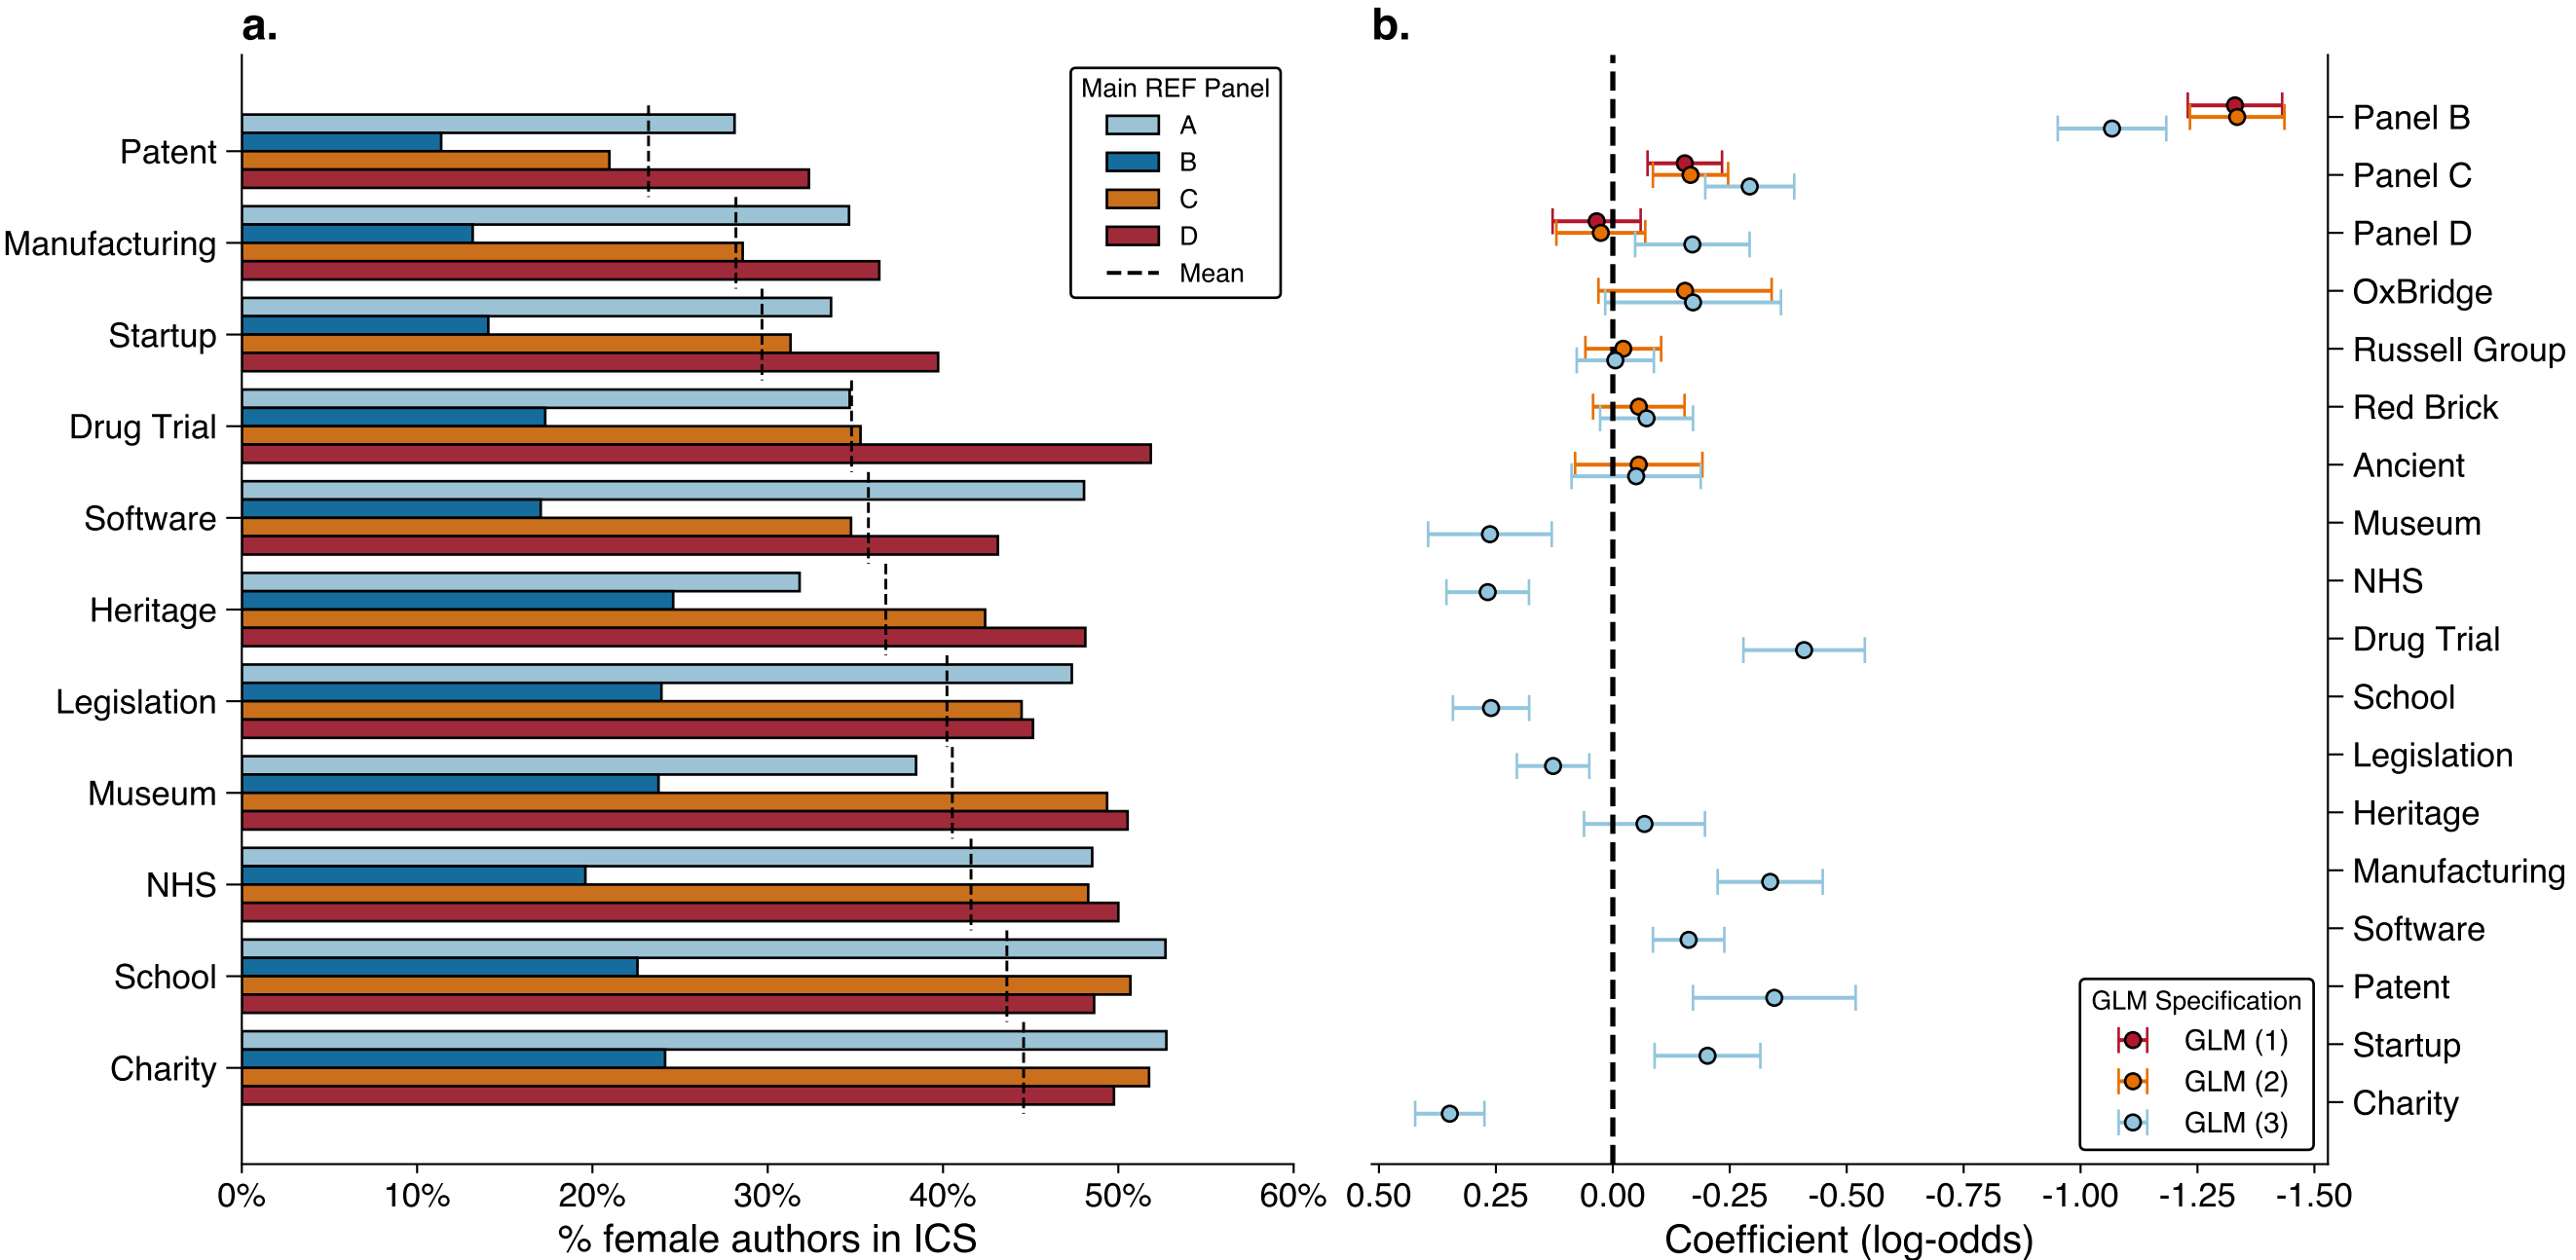 a.
Main REF Panel
A
B
C
D
Mean
Patent
Manufacturing
Startup
Drug Trial
Software
Heritage
Legislation
Museum
NHS
School
Charity
0% 10% 20% 30% 40% 50% 60%
% female authors in ICS
b.
Panel B
Panel C
Panel D
OxBridge
Russell Group
Red Brick
Ancient
Museum
NHS
Drug Trial
School
Legislation
Heritage
Manufacturing
Software
Patent
Startup
Charity
GLM Specification
GLM (1)
GLM (2)
GLM (3)
0.50 0.25 0.00 -0.25 -0.50 -0.75 -1.00 -1.25 -1.50
Coefficient (log-odds)